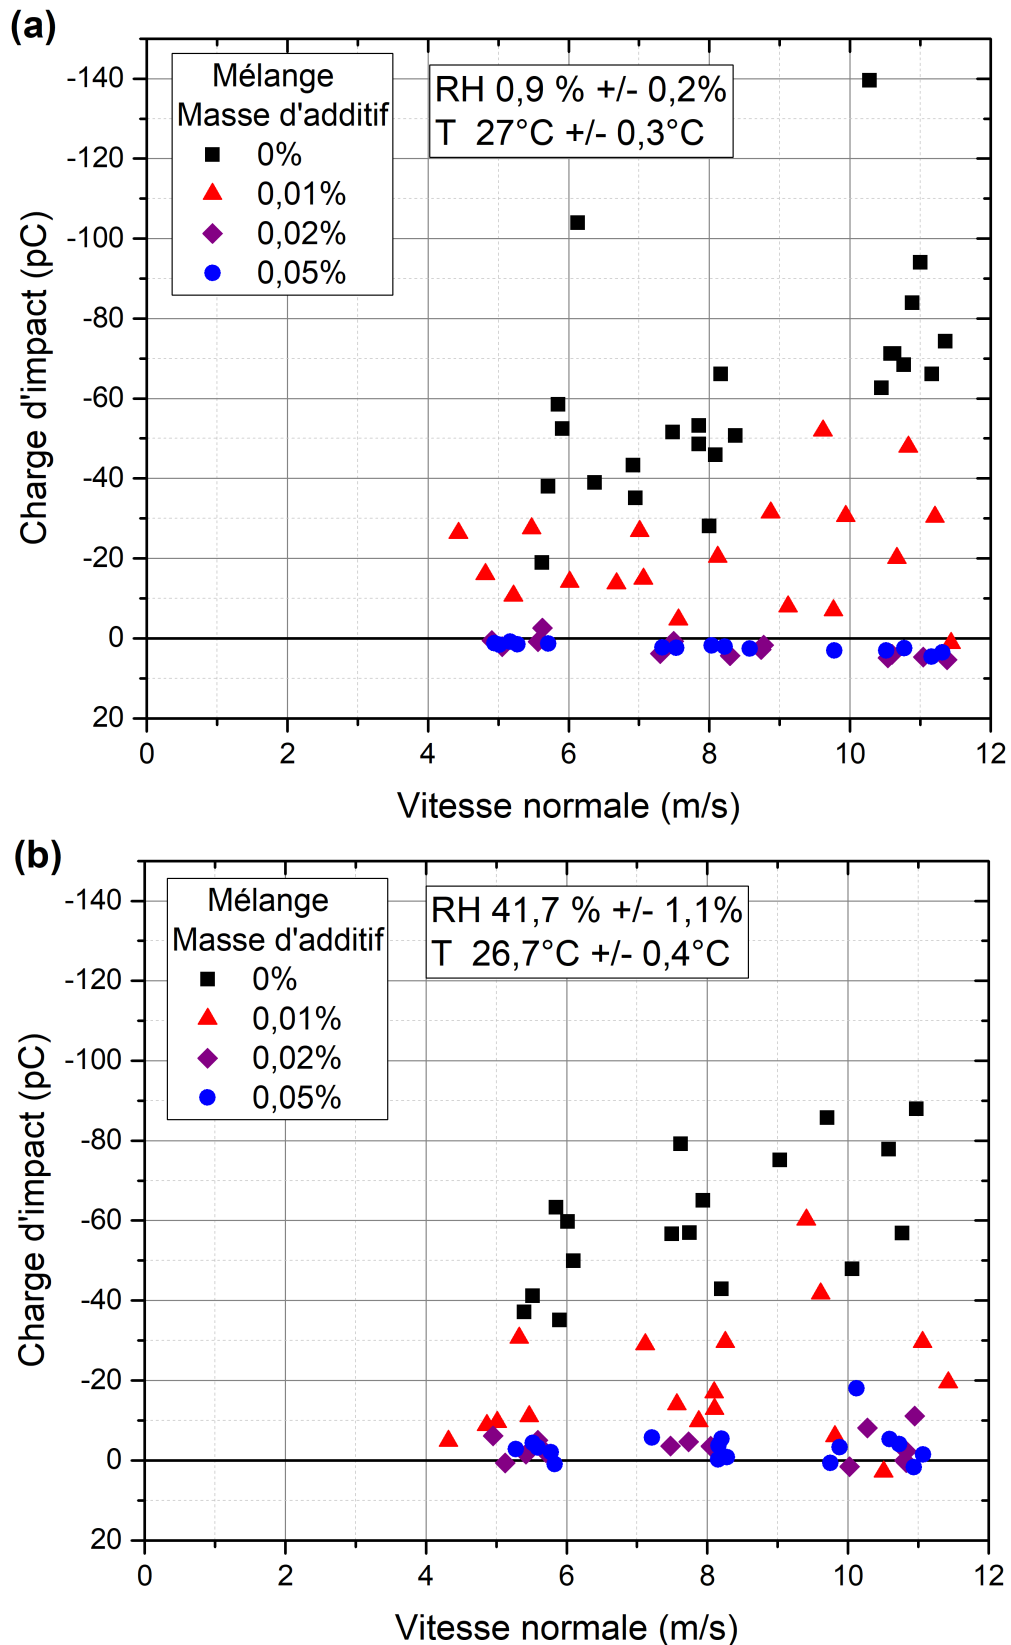 (a)
Mélange
Masse d'additif
0%
0,01%
0,02%
0,05%
RH 0,9 % +/- 0,2%
T 27°C +/- 0,3°C
-140
-120
-100
-80
-60
-40
-20
0
20
Charge d'impact (pC)
0 2 4 6 8 10 12
Vitesse normale (m/s)
(b)
Mélange
Masse d'additif
0%
0,01%
0,02%
0,05%
RH 41,7 % +/- 1,1%
T 26,7°C +/- 0,4°C
-140
-120
-100
-80
-60
-40
-20
0
20
Charge d'impact (pC)
0 2 4 6 8 10 12
Vitesse normale (m/s)